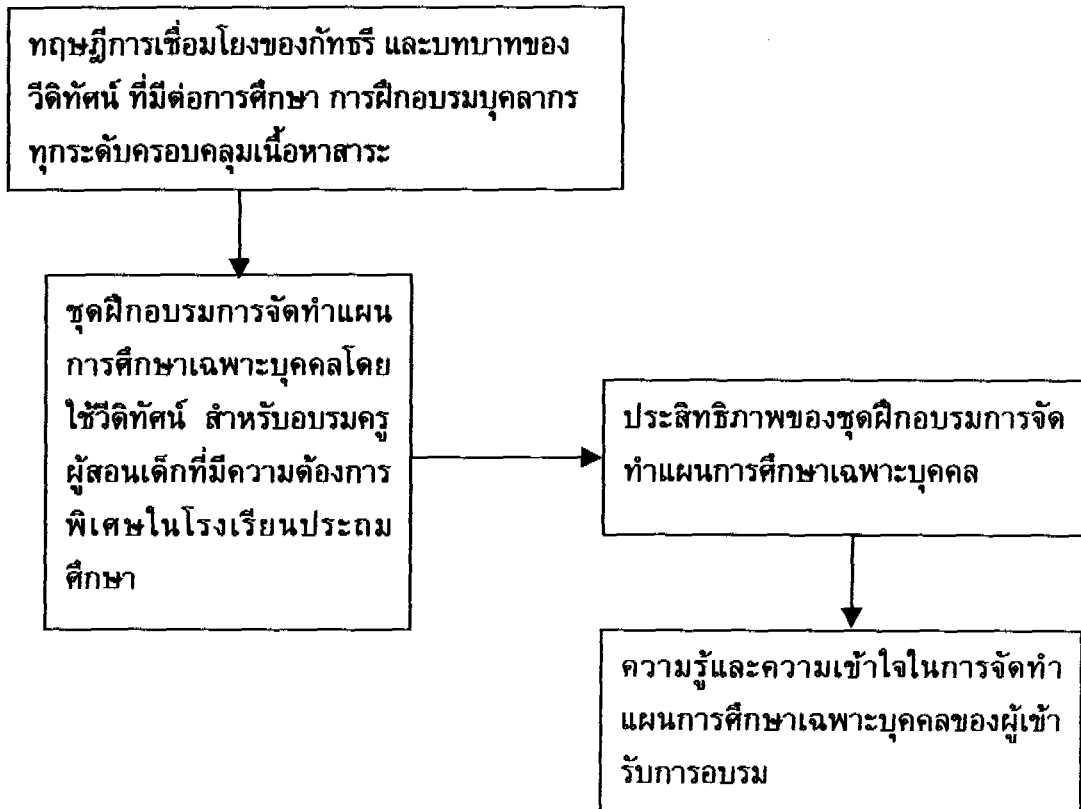 ทฤษฎีการเชื่อมโยงของกัทธรี และบทบาทของ
วีดิทัศน์ ที่มีต่อการศึกษา การฝึกอบรมบุคลากร
ทุกระดับครอบคลุมเนื้อหาสาระ
ชุดฝึกอบรมการจัดทำแผน
การศึกษาเฉพาะบุคคลโดย
ใช้วีดิทัศน์ สำหรับอบรมครู
ผู้สอนเด็กที่มีความต้องการ
พิเศษในโรงเรียนประถม
ศึกษา
ประสิทธิภาพของชุดฝึกอบรมการจัด
ทำแผนการศึกษาเฉพาะบุคคล
ความรู้และความเข้าใจในการจัดทำ
แผนการศึกษาเฉพาะบุคคลของผู้เข้า
รับการอบรม